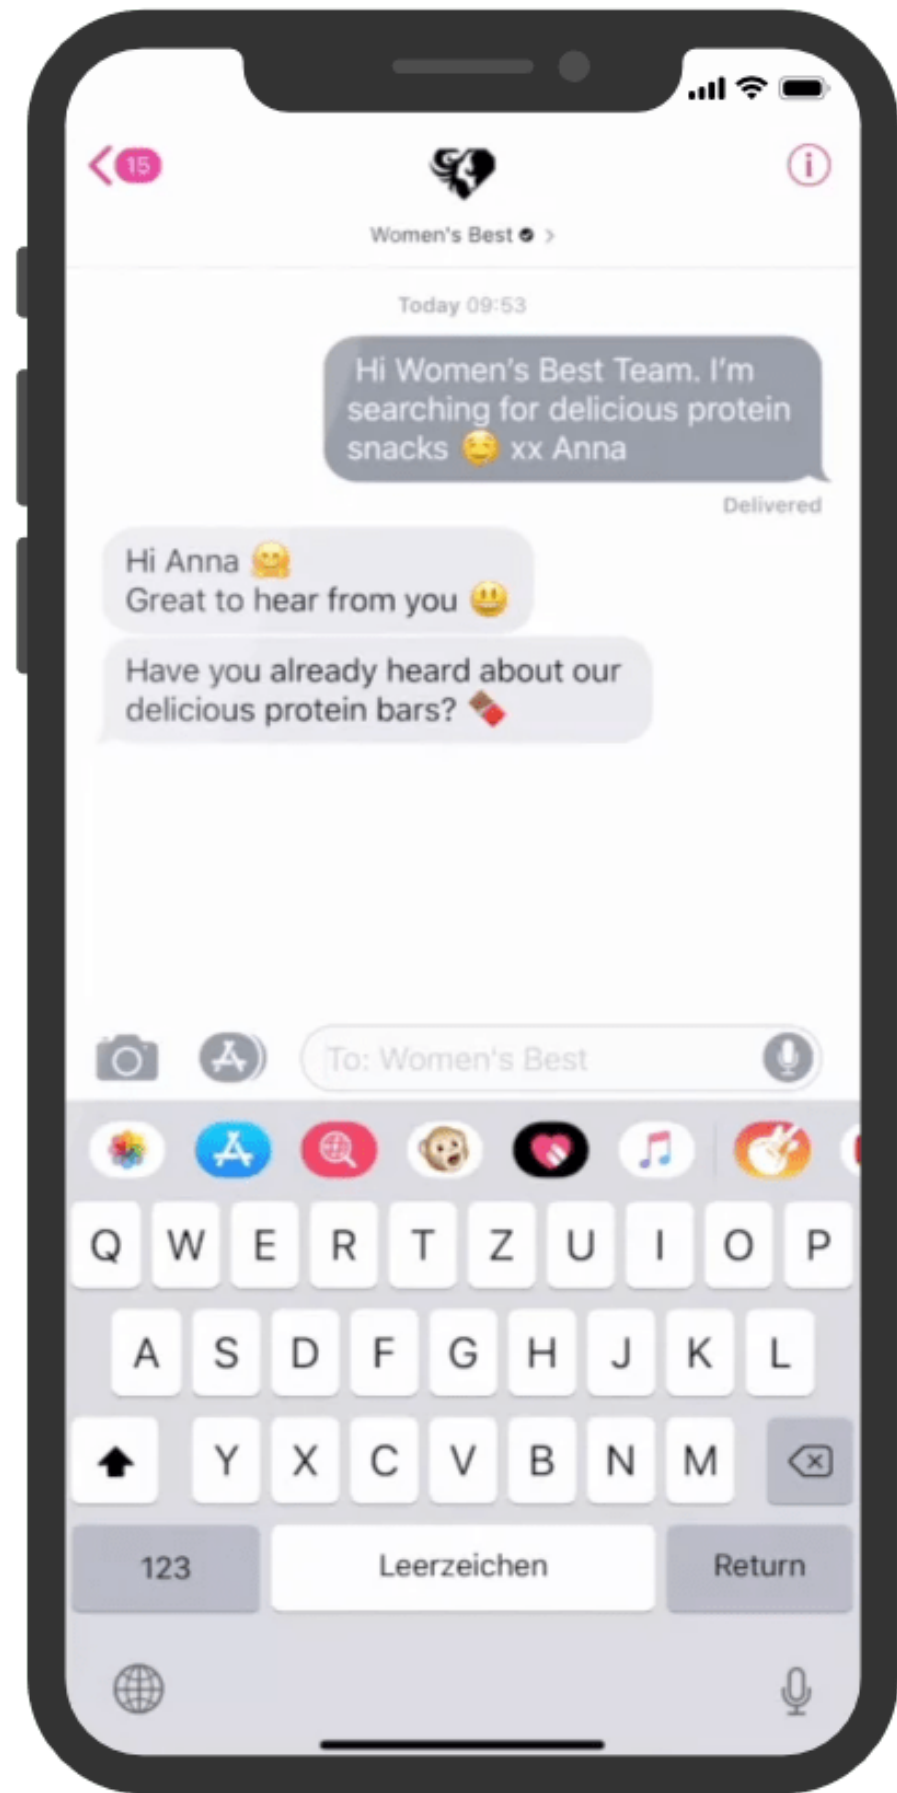 15
Women's Best
Today 09:53
Hi Women’s Best Team. I’m
searching for delicious protein
snacks 🤤 xx Anna
Delivered
Hi Anna 🤗
Great to hear from you 😃
Have you already heard about our
delicious protein bars? 🍫
To: Women's Best
Q W E R T Z U I O P
A S D F G H J K L
Y X C V B N M
123 Leerzeichen Return